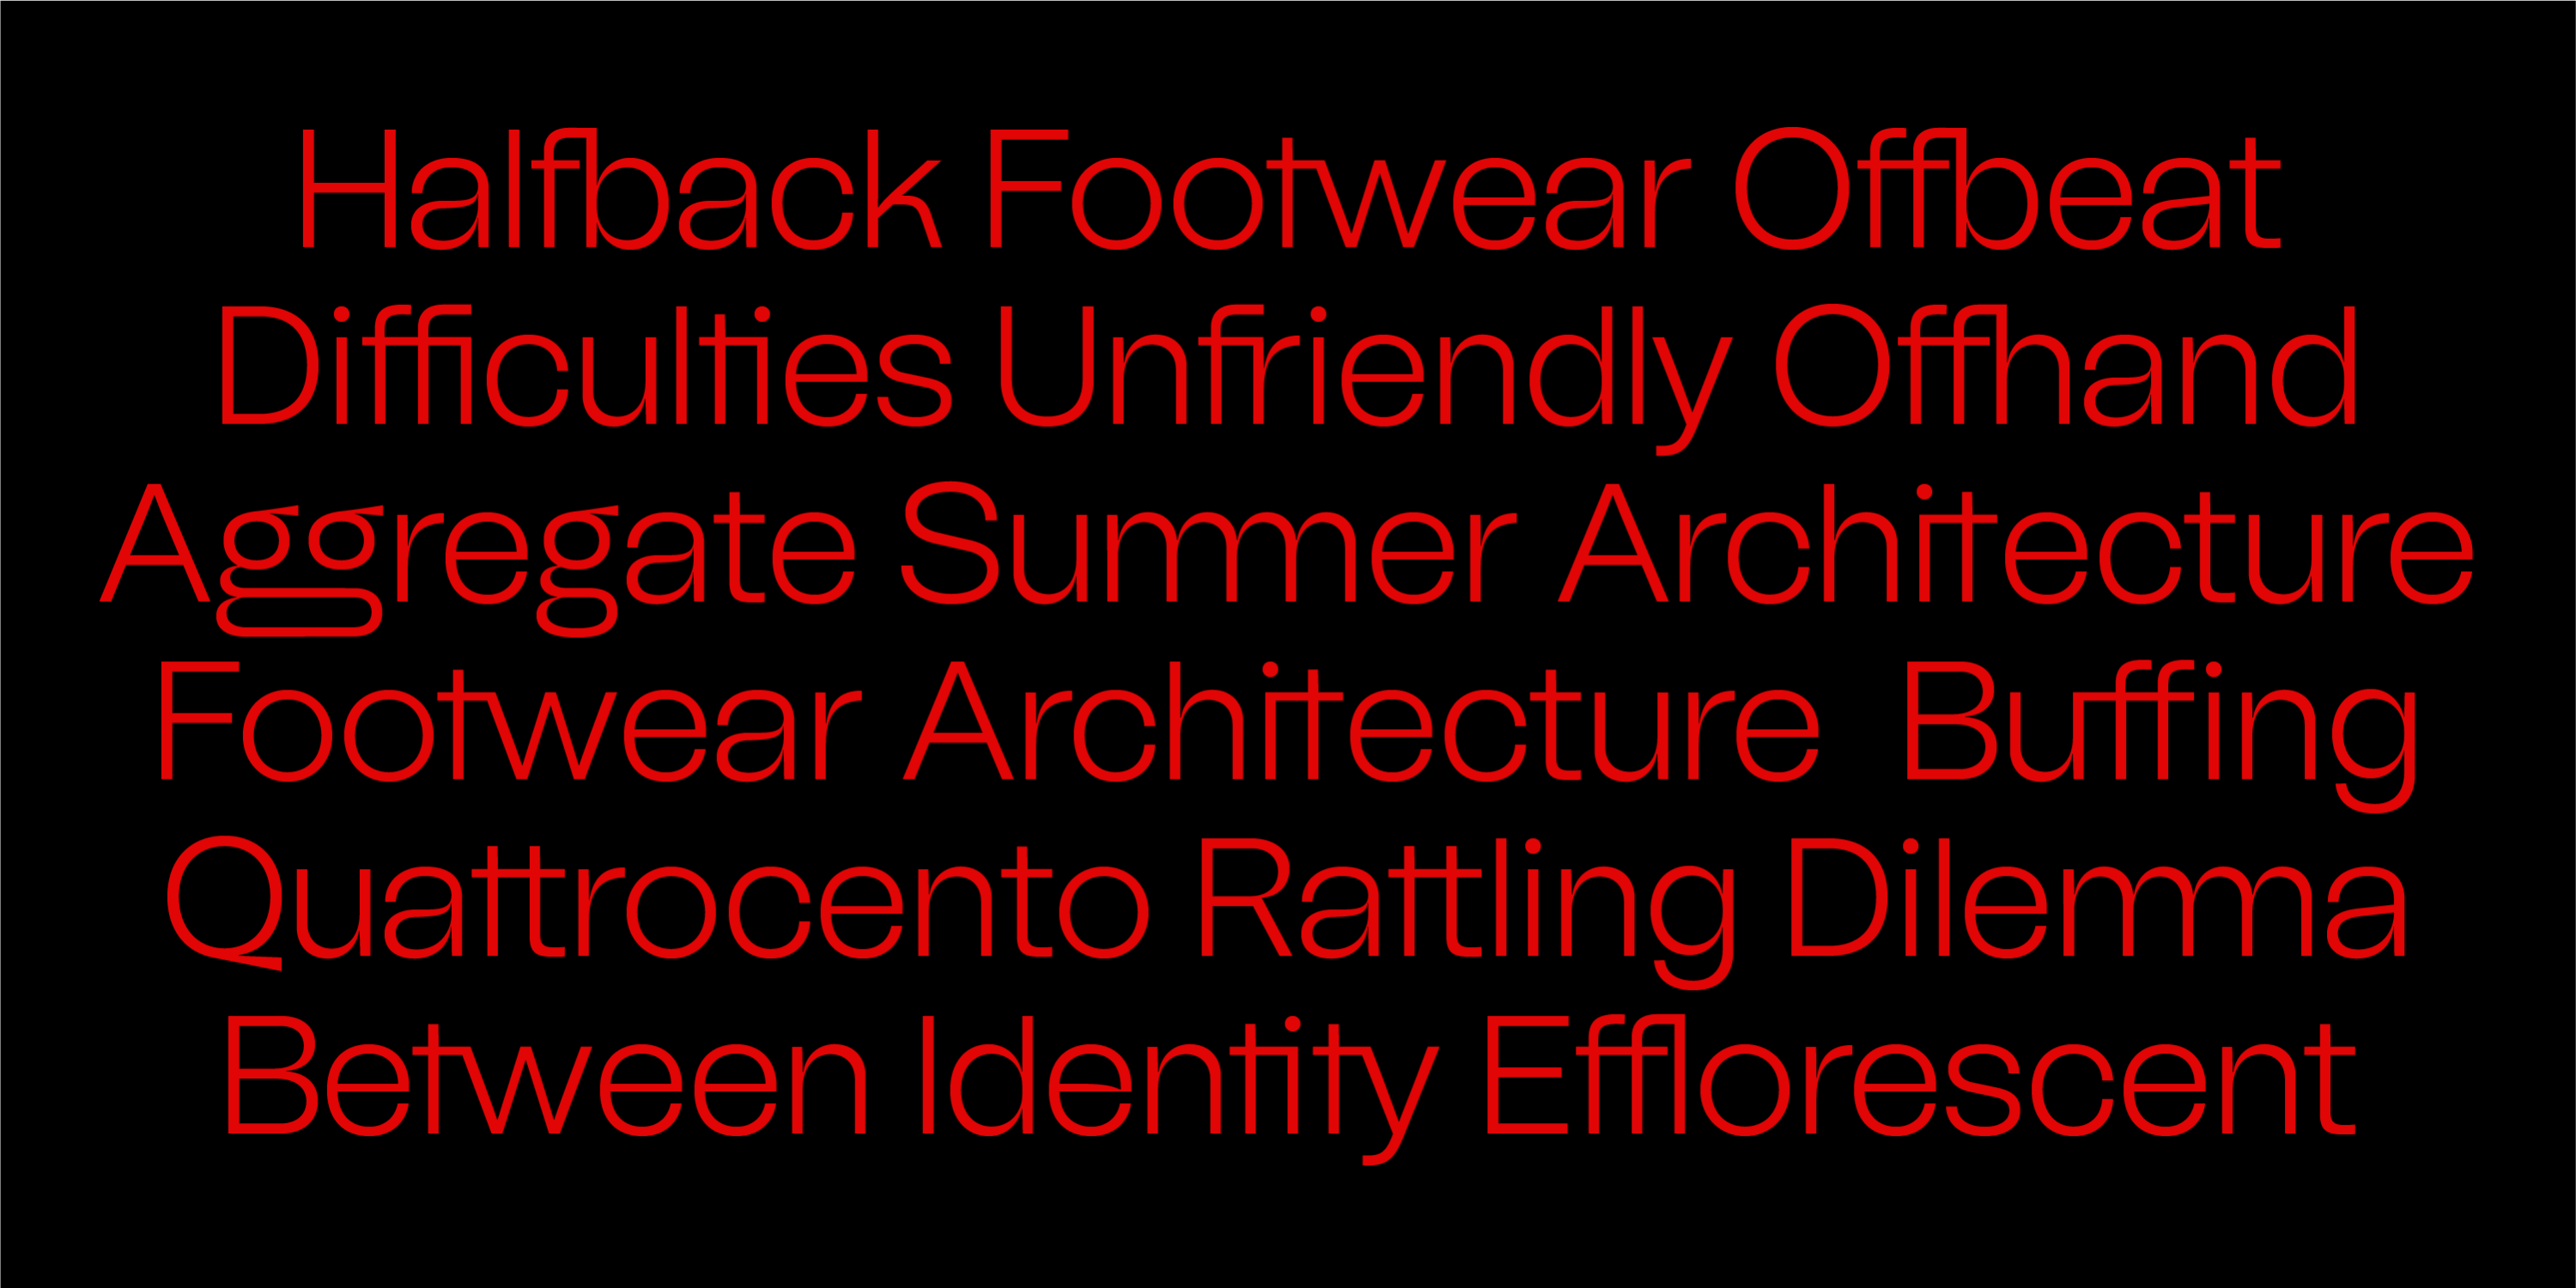 Halfback Footwear Offbeat
Difficulties Unfriendly Offhand
Aggregate Summer Architecture
Footwear Architecture Buffing
Quattrocento Rattling Dilemma
Between Identity Efflorescent